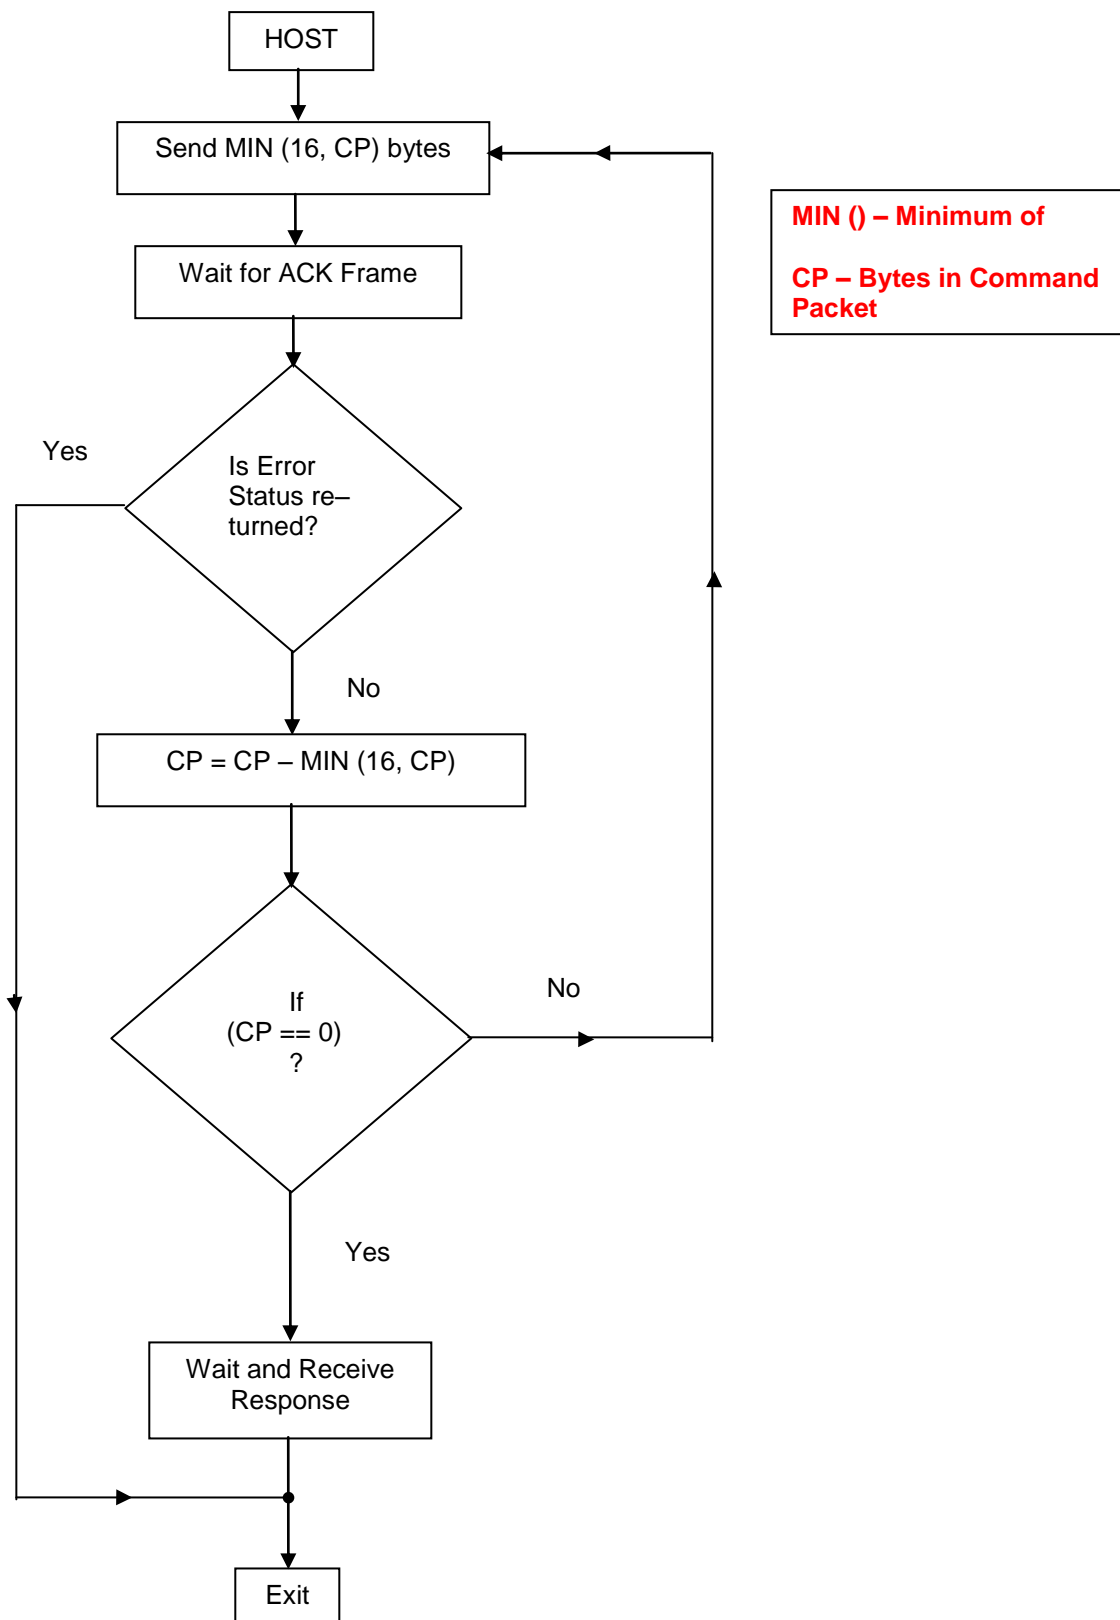 HOST
Send MIN (16, CP) bytes
MIN () – Minimum of
CP – Bytes in Command
Packet
Wait for ACK Frame
Yes
Is Error
Status re–
turned?
No
CP = CP – MIN (16, CP)
If
(CP == 0)
?
No
Yes
Wait and Receive
Response
Exit